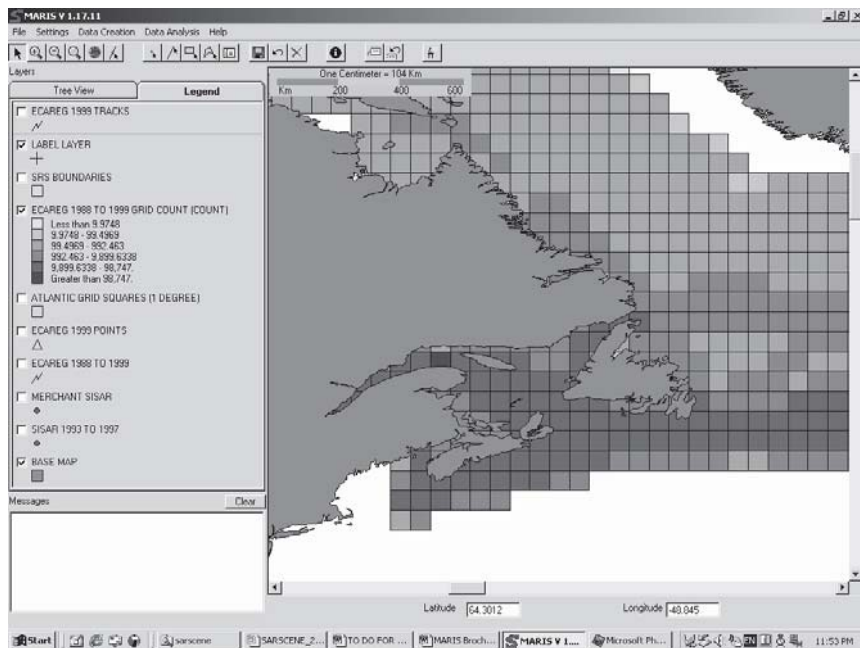 MARIS V 1.17.11
File Settings Data Creation Data Analysis Help
Layers
Tree View Legend
ECAREG 1999 TRACKS
LABEL LAYER
SRS BOUNDARIES
ECAREG 1988 TO 1999 GRID COUNT (COUNT)
Less than 9.9748
9.9748 - 99.4969
99.4969 - 992.463
992.463 - 9,899.6338
9,899.6338 - 98,747.
Greater than 98,747.
ATLANTIC GRID SQUARES (1 DEGREE)
ECAREG 1999 POINTS
ECAREG 1988 TO 1999
MERCHANT SISAR
SISAR 1993 TO 1997
BASE MAP
One Centimeter = 104 Km
Km 200 400 600
Messages Clear
Latitude 64.3012 Longitude -48.845
Start sarscene SARSCENE_2... TO DO FOR ... MARIS Broch... MARIS V 1.... Microsoft Ph... EN 11:53 PM